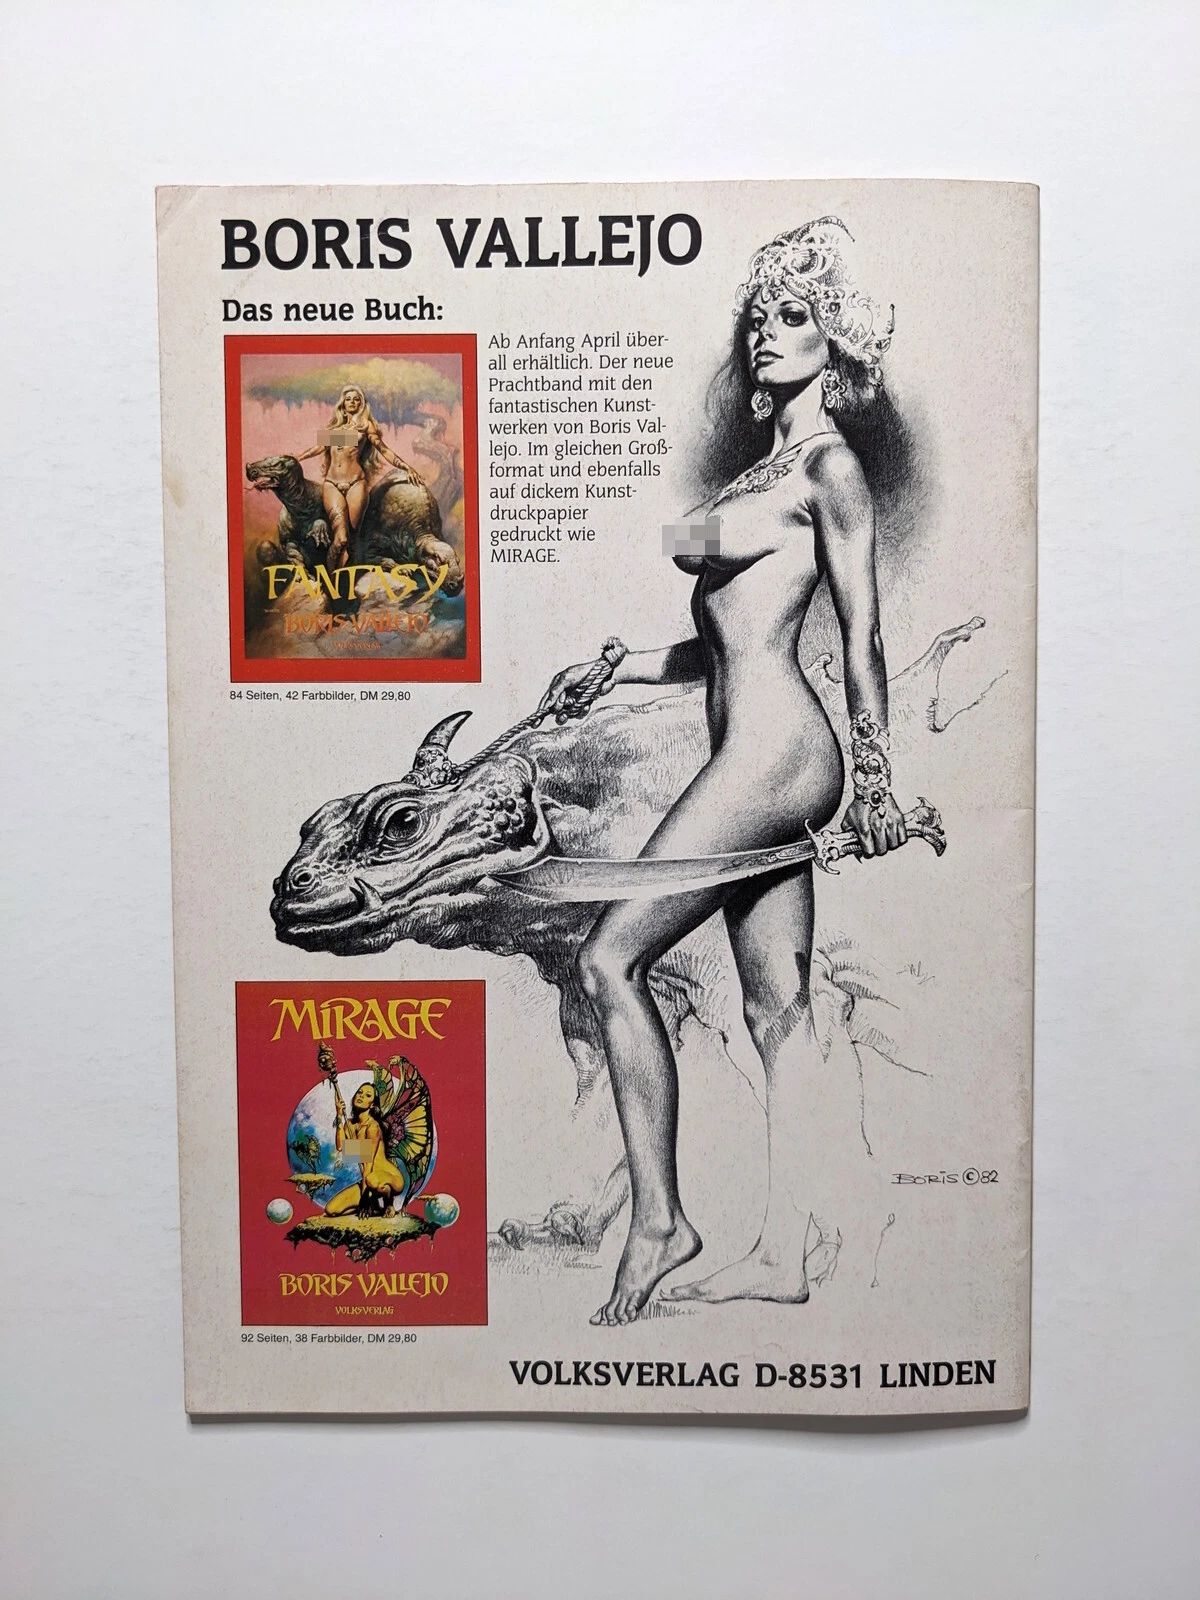 BORIS VALLEJO
Das neue Buch:
Ab Anfang April über-
all erhältlich. Der neue
Prachtband mit den
fantastischen Kunst-
werken von Boris Val-
lejo. Im gleichen Groß-
format und ebenfalls
auf dickem Kunst-
druckpapier
gedruckt wie
MIRAGE.
FANTASY
BORIS VALLEJO
VOLKSVERLAG
84 Seiten, 42 Farbbilder, DM 29,80
MIRAGE
BORIS VALLEJO
VOLKSVERLAG
92 Seiten, 38 Farbbilder, DM 29,80
BORIS © 82
VOLKSVERLAG D-8531 LINDEN